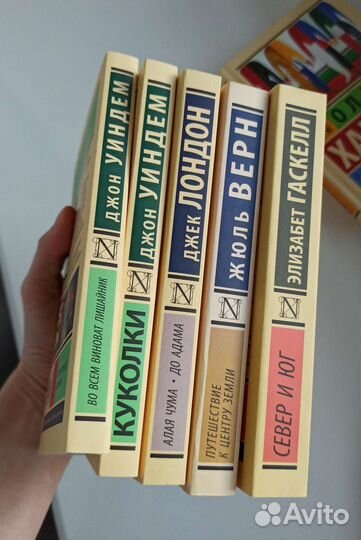 ДЖОН УИНДЕМ
ВО ВСЕМ ВИНОВАТ ЛИШАЙНИК
ДЖОН УИНДЕМ
КУКОЛКИ
ДЖЕК ЛОНДОН
АЛАЯ ЧУМА · ДО АДАМА
ЖЮЛЬ ВЕРН
ПУТЕШЕСТВИЕ
К ЦЕНТРУ ЗЕМЛИ
ЭЛИЗАБЕТ ГАСКЕЛЛ
СЕВЕР И ЮГ
Avito